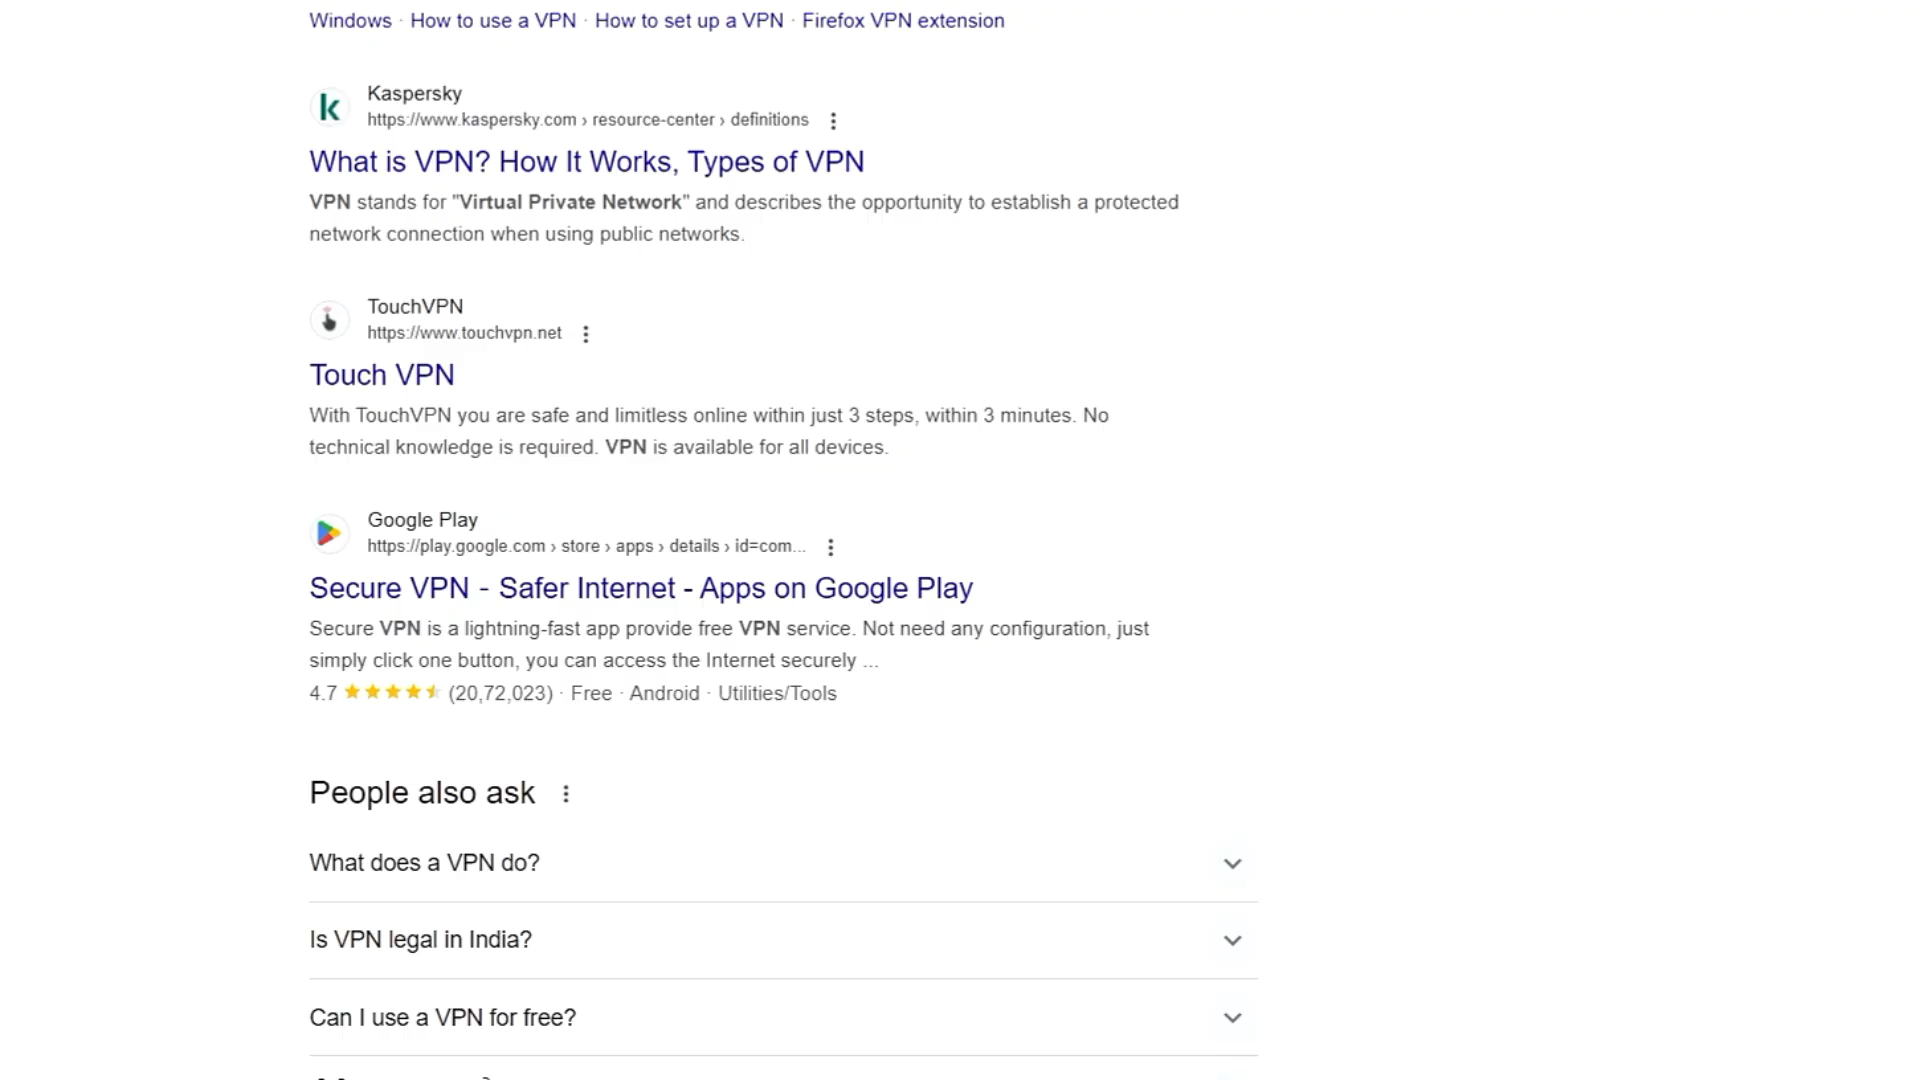 Windows · How to use a VPN · How to set up a VPN · Firefox VPN extension
Kaspersky
https://www.kaspersky.com › resource-center › definitions
What is VPN? How It Works, Types of VPN
VPN stands for "Virtual Private Network" and describes the opportunity to establish a protected
network connection when using public networks.
TouchVPN
https://www.touchvpn.net
Touch VPN
With TouchVPN you are safe and limitless online within just 3 steps, within 3 minutes. No
technical knowledge is required. VPN is available for all devices.
Google Play
https://play.google.com › store › apps › details › id=com...
Secure VPN - Safer Internet - Apps on Google Play
Secure VPN is a lightning-fast app provide free VPN service. Not need any configuration, just
simply click one button, you can access the Internet securely ...
4.7 (20,72,023) · Free · Android · Utilities/Tools
People also ask
What does a VPN do?
Is VPN legal in India?
Can I use a VPN for free?